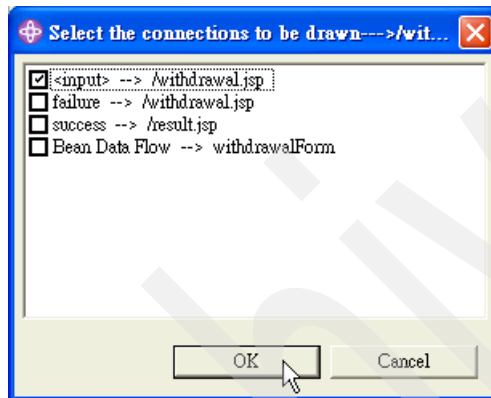 Select the connections to be drawn--->/wit...
<input> --> /withdrawal.jsp
failure --> /withdrawal.jsp
success --> /result.jsp
Bean Data Flow --> withdrawalForm
OK
Cancel